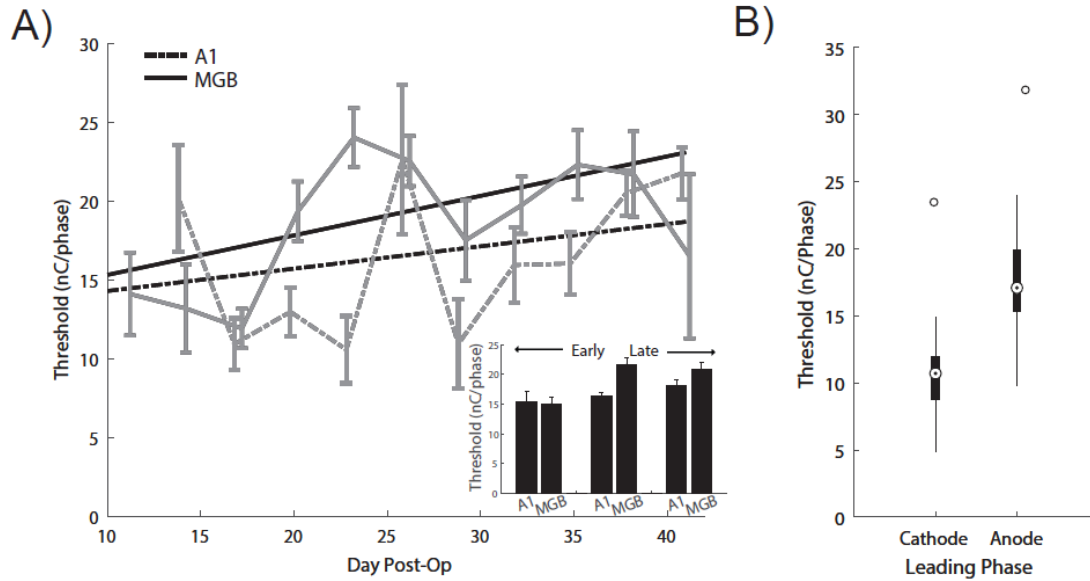 A)
Threshold (nC/phase)
30
25
20
15
10
5
0
A1
MGB
10
15
20
25
30
35
40
Day Post-Op
Threshold (nC/phase)
25
20
15
10
5
0
Early
Late
A1
MGB
A1
MGB
A1
MGB
B)
Threshold (nC/Phase)
35
30
25
20
15
10
5
0
Cathode
Anode
Leading Phase